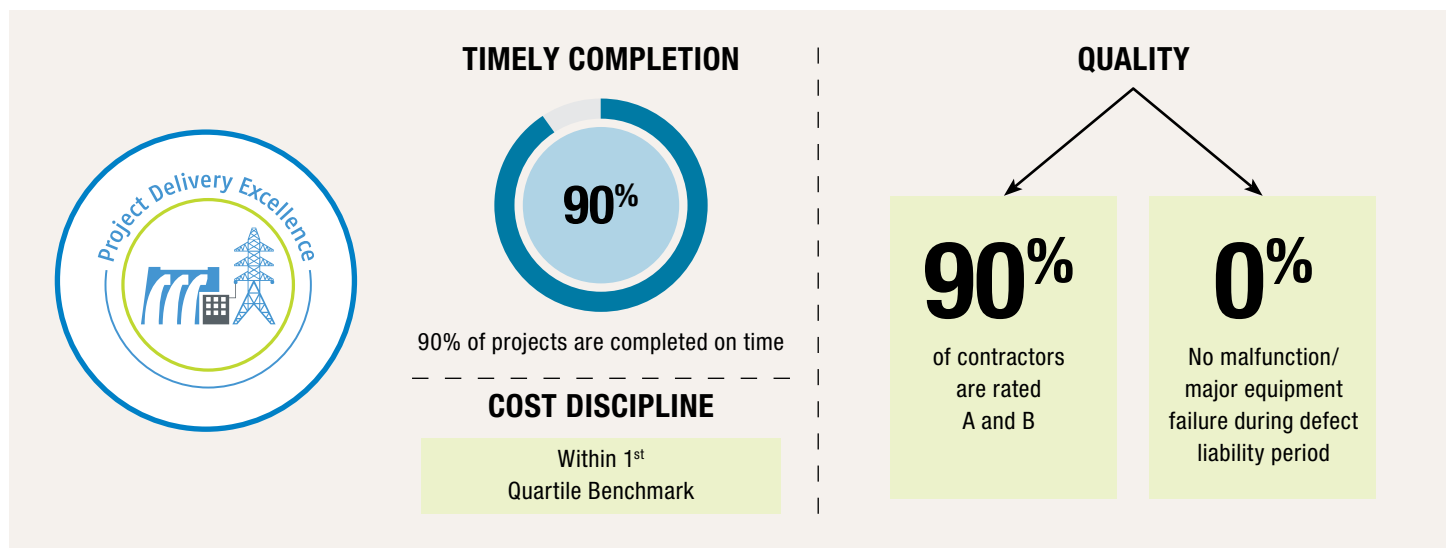 Project Delivery Excellence
TIMELY COMPLETION
90%
90% of projects are completed on time
COST DISCIPLINE
Within 1st
Quartile Benchmark
QUALITY
90%
of contractors
are rated
A and B
0%
No malfunction/
major equipment
failure during defect
liability period